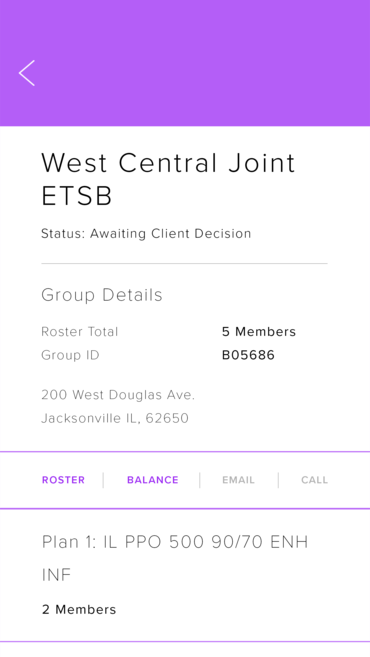 West Central Joint
ETSB
Status: Awaiting Client Decision
Group Details
Roster Total 5 Members
Group ID B05686
200 West Douglas Ave.
Jacksonville IL, 62650
ROSTER BALANCE EMAIL CALL
Plan 1: IL PPO 500 90/70 ENH
INF
2 Members